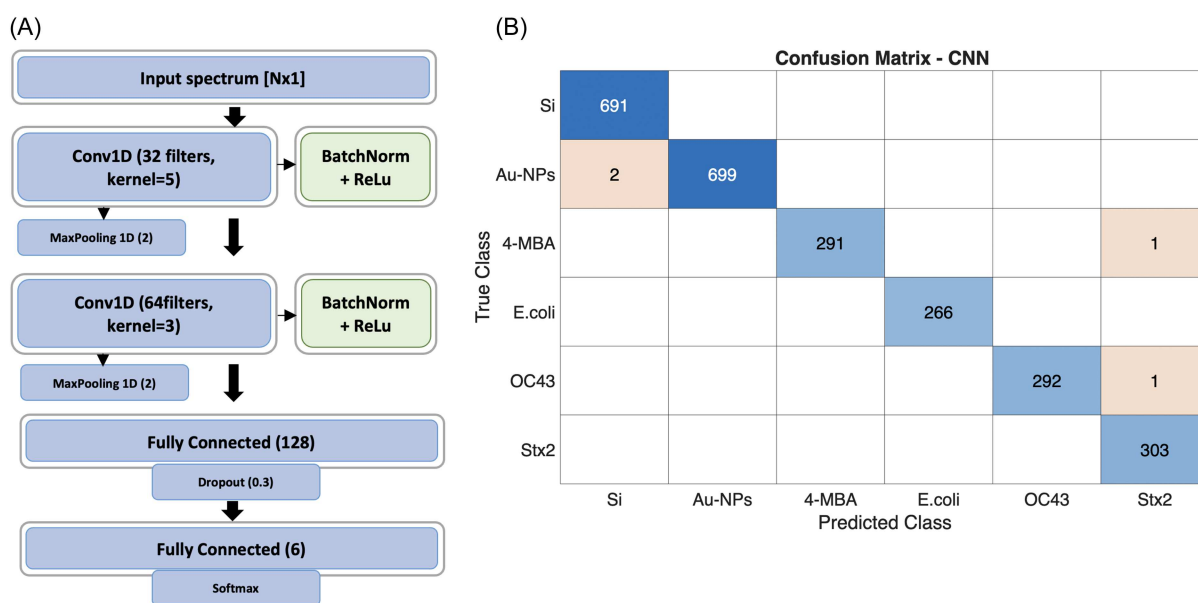 (A)
Input spectrum [Nx1]
Conv1D (32 filters,
kernel=5)
BatchNorm
+ ReLu
MaxPooling 1D (2)
Conv1D (64filters,
kernel=3)
BatchNorm
+ ReLu
MaxPooling 1D (2)
Fully Connected (128)
Dropout (0.3)
Fully Connected (6)
Softmax
(B)
Confusion Matrix - CNN
True Class
Si 691
Au-NPs 2 699
4-MBA 291 1
E.coli 266
OC43 292 1
Stx2 303
Si Au-NPs 4-MBA E.coli OC43 Stx2
Predicted Class